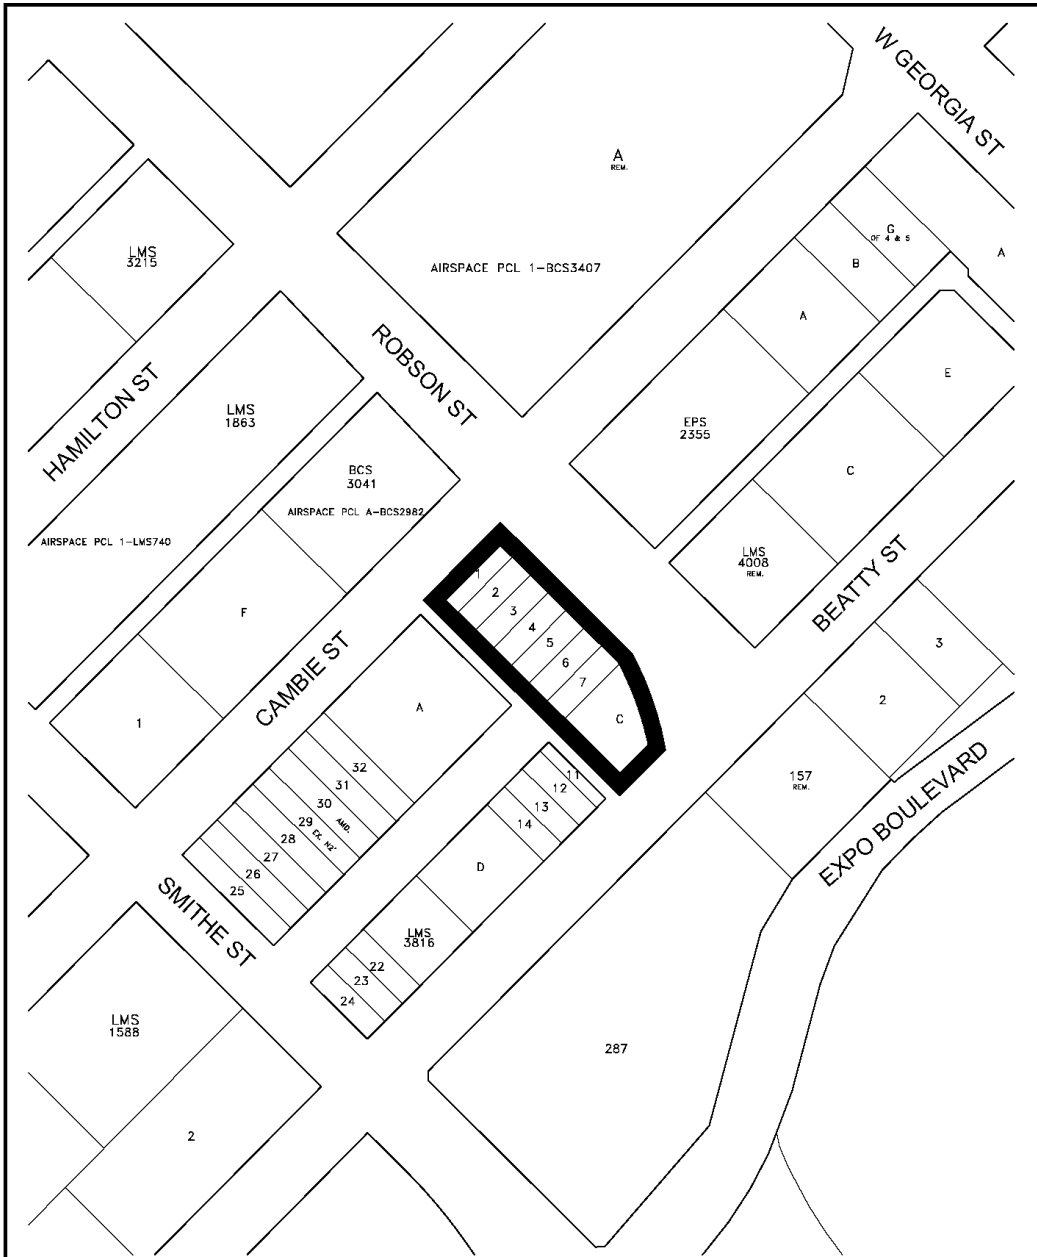 W GEORGIA ST
A
REM.
LMS
3215
G
OF 4 & 5
A
AIRSPACE PCL 1-BCS3407
B
A
ROBSON ST
E
HAMILTON ST
LMS
1863
EPS
2355
BCS
3041
C
AIRSPACE PCL A-BCS2982
AIRSPACE PCL 1-LMS740
LMS
4008
REM.
BEATTY ST
1
2
3
4
5
6
7
C
F
3
CAMBIE ST
A
2
1
32
31
30
AMD.
29
EX. N2'
28
27
26
25
11
12
13
14
157
REM.
EXPO BOULEVARD
D
SMITHE ST
LMS
3816
22
23
24
LMS
1588
287
2